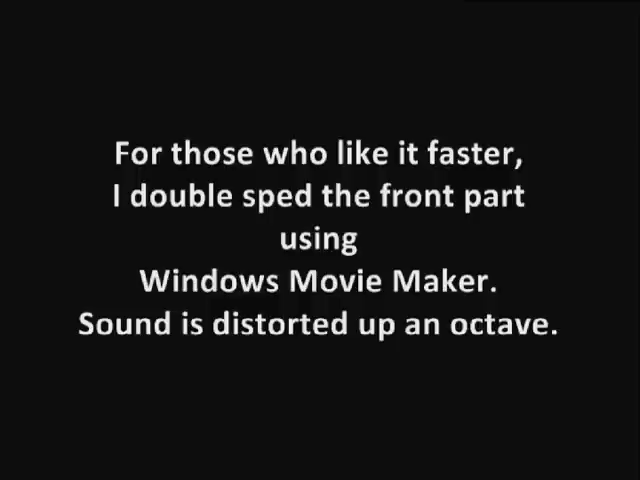 For those who like it faster,
I double sped the front part
using
Windows Movie Maker.
Sound is distorted up an octave.